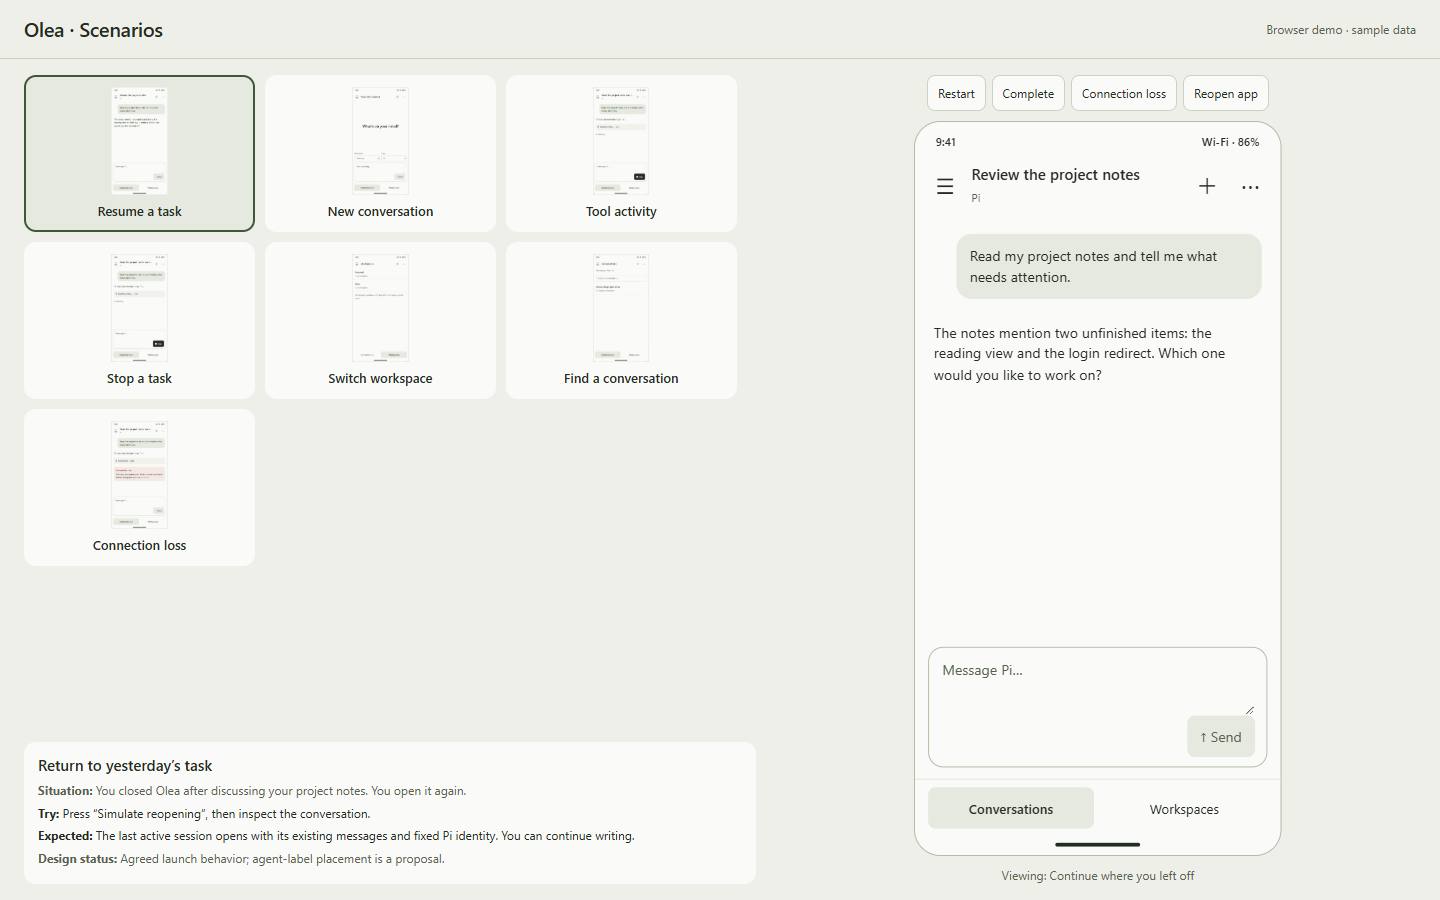 Olea · Scenarios
Browser demo · sample data
Resume a task
New conversation
Tool activity
Stop a task
Switch workspace
Find a conversation
Connection loss
Return to yesterday’s task
Situation: You closed Olea after discussing your project notes. You open it again.
Try: Press “Simulate reopening”, then inspect the conversation.
Expected: The last active session opens with its existing messages and fixed Pi identity. You can continue writing.
Design status: Agreed launch behavior; agent-label placement is a proposal.
Restart
Complete
Connection loss
Reopen app
9:41
Wi-Fi · 86%
Review the project notes
Pi
Read my project notes and tell me what
needs attention.
The notes mention two unfinished items: the
reading view and the login redirect. Which one
would you like to work on?
Message Pi...
↑ Send
Conversations
Workspaces
Viewing: Continue where you left off